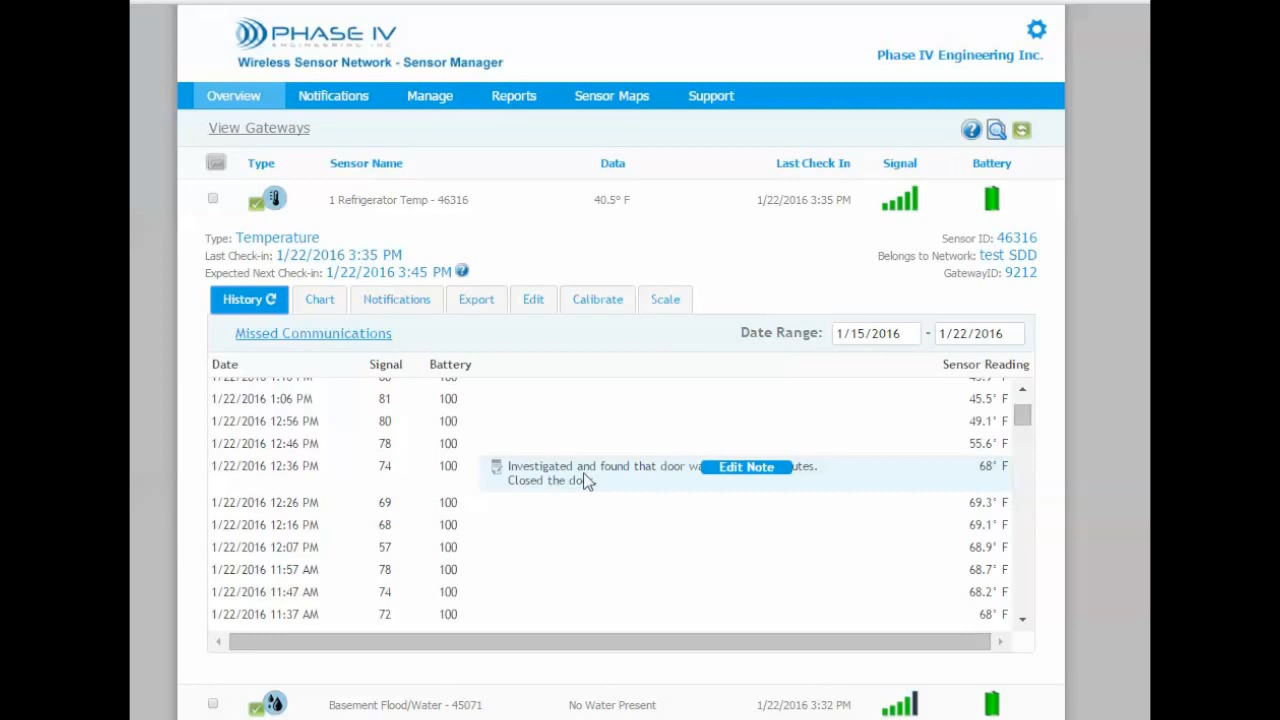 PHASE IV
ENGINEERING INC
Wireless Sensor Network - Sensor Manager
Phase IV Engineering Inc.
Overview Notifications Manage Reports Sensor Maps Support
View Gateways
Type Sensor Name Data Last Check In Signal Battery
1 Refrigerator Temp - 46316 40.5° F 1/22/2016 3:35 PM
Type: Temperature Sensor ID: 46316
Last Check-in: 1/22/2016 3:35 PM Belongs to Network: test SDD
Expected Next Check-in: 1/22/2016 3:45 PM GatewayID: 9212
History Chart Notifications Export Edit Calibrate Scale
Missed Communications Date Range: 1/15/2016 - 1/22/2016
Date Signal Battery Sensor Reading
1/22/2016 1:06 PM 81 100 45.5° F
1/22/2016 12:56 PM 80 100 49.1° F
1/22/2016 12:46 PM 78 100 55.6° F
1/22/2016 12:36 PM 74 100 Investigated and found that door Edit Note utes. 68° F
Closed the
1/22/2016 12:26 PM 69 100 69.3° F
1/22/2016 12:16 PM 68 100 69.1° F
1/22/2016 12:07 PM 57 100 68.9° F
1/22/2016 11:57 AM 78 100 68.7° F
1/22/2016 11:47 AM 74 100 68.2° F
1/22/2016 11:37 AM 72 100 68° F
Basement Flood/Water - 45071 No Water Present 1/22/2016 3:32 PM